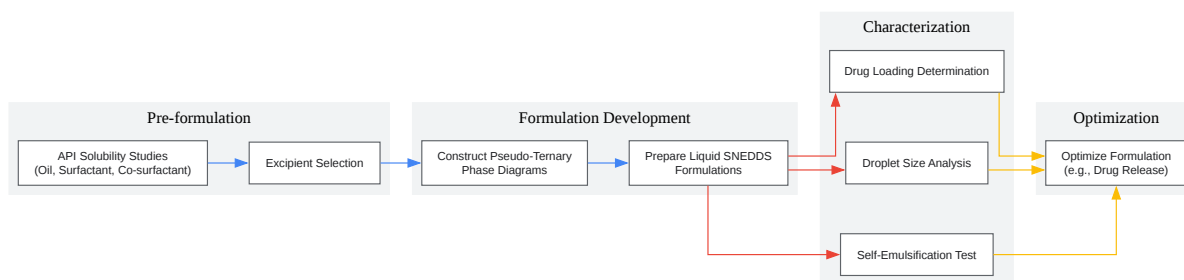 Pre-formulation
API Solubility Studies
(Oil, Surfactant, Co-surfactant)
Excipient Selection
Formulation Development
Construct Pseudo-Ternary
Phase Diagrams
Prepare Liquid SNEDDS
Formulations
Characterization
Drug Loading Determination
Droplet Size Analysis
Self-Emulsification Test
Optimization
Optimize Formulation
(e.g., Drug Release)